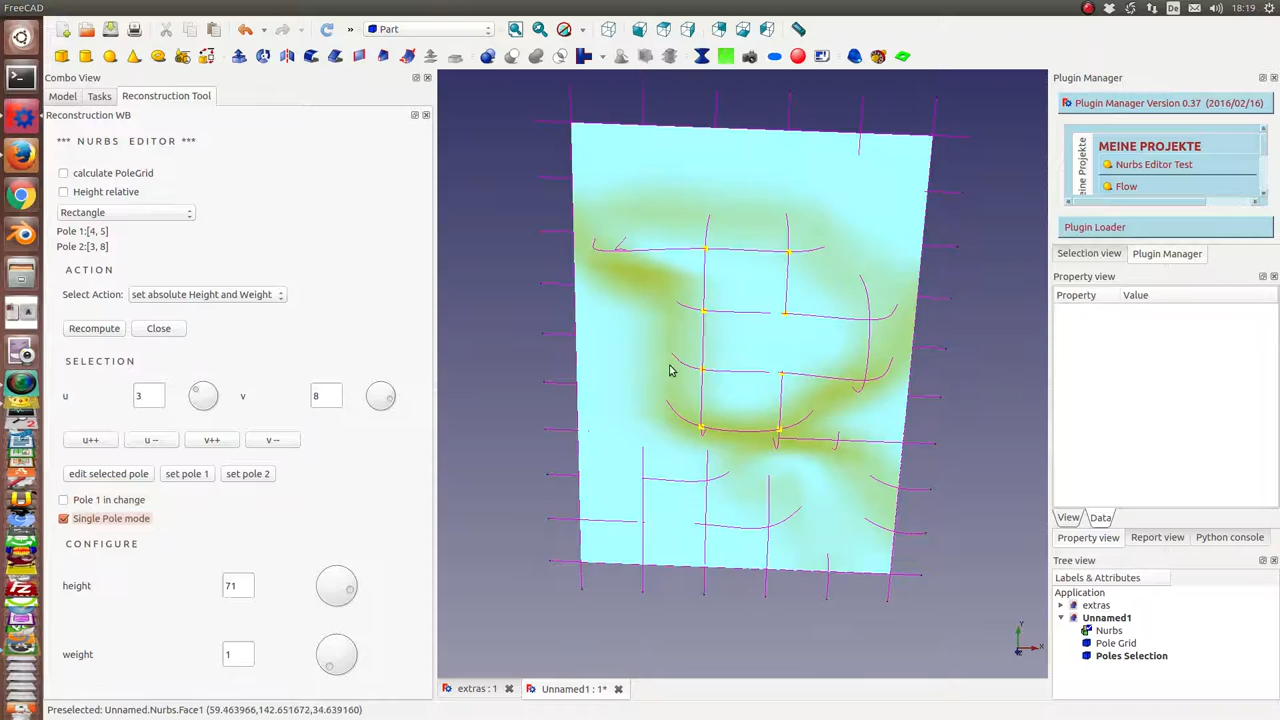 FreeCAD
De
18:19
»
Part
Combo View
Model
Tasks
Reconstruction Tool
Reconstruction WB
*** NURBS EDITOR ***
calculate PoleGrid
Height relative
Rectangle
Pole 1:[4, 5]
Pole 2:[3, 8]
ACTION
Select Action:
set absolute Height and Weight
Recompute
Close
SELECTION
u
3
v
8
u++
u --
v++
v --
edit selected pole
set pole 1
set pole 2
Pole 1 in change
Single Pole mode
CONFIGURE
height
71
weight
1
Preselected: Unnamed.Nurbs.Face1 (59.463966,142.651672,34.639160)
extras : 1
Unnamed1 : 1*
Y
X
Plugin Manager
Plugin Manager Version 0.37 (2016/02/16)
eine Projekte
MEINE PROJEKTE
Nurbs Editor Test
Flow
Plugin Loader
Selection view
Plugin Manager
Property view
Property
Value
View
Data
Property view
Report view
Python console
Tree view
Labels & Attributes
Application
extras
Unnamed1
Nurbs
Pole Grid
Poles Selection